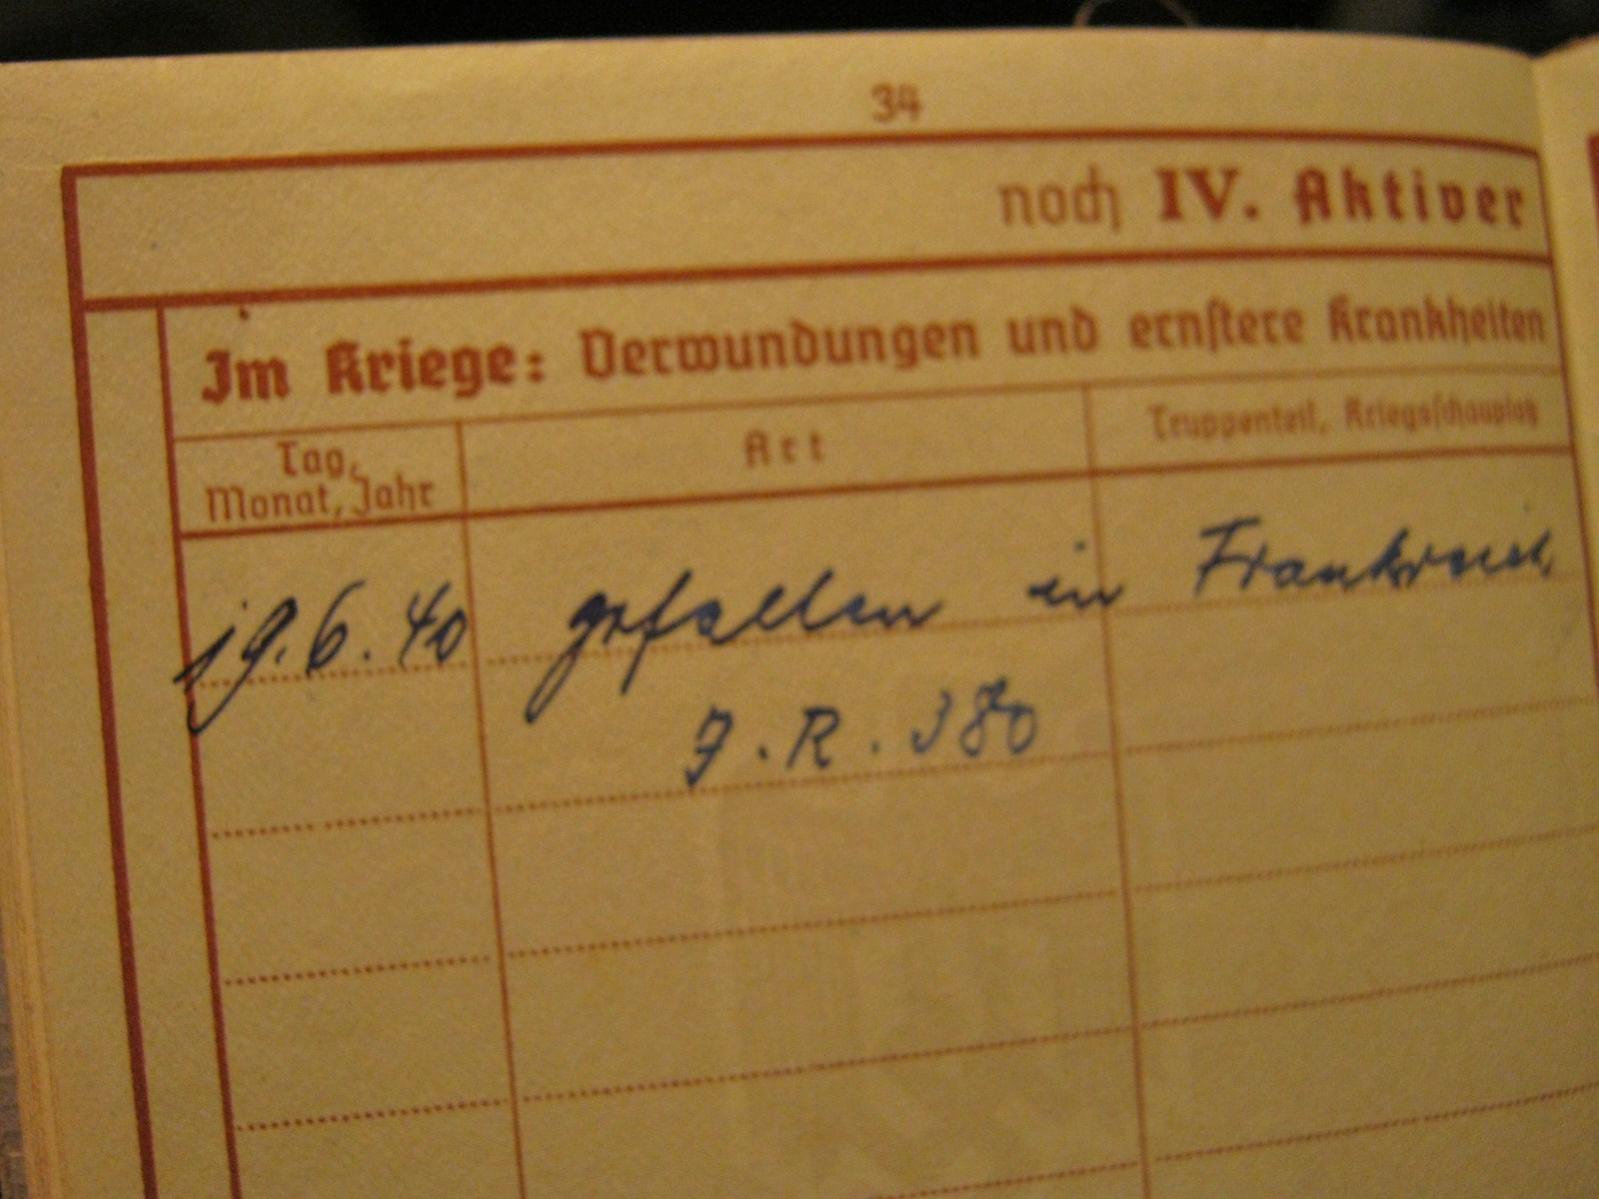 34
noch IV. Aktiver
Im Kriege: Verwundungen und ernstere Krankheiten
Tag, Monat, Jahr
Art
Truppenteil, Kriegsschauplatz
19.6.40 gefallen in Frankreich
J.R. 380